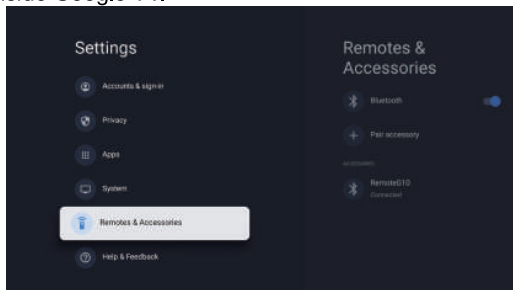 Settings
Accounts & sign-in
Privacy
Apps
System
Remotes & Accessories
Help & Feedback
Remotes &
Accessories
Bluetooth
Pair accessory
Remote010
Connected